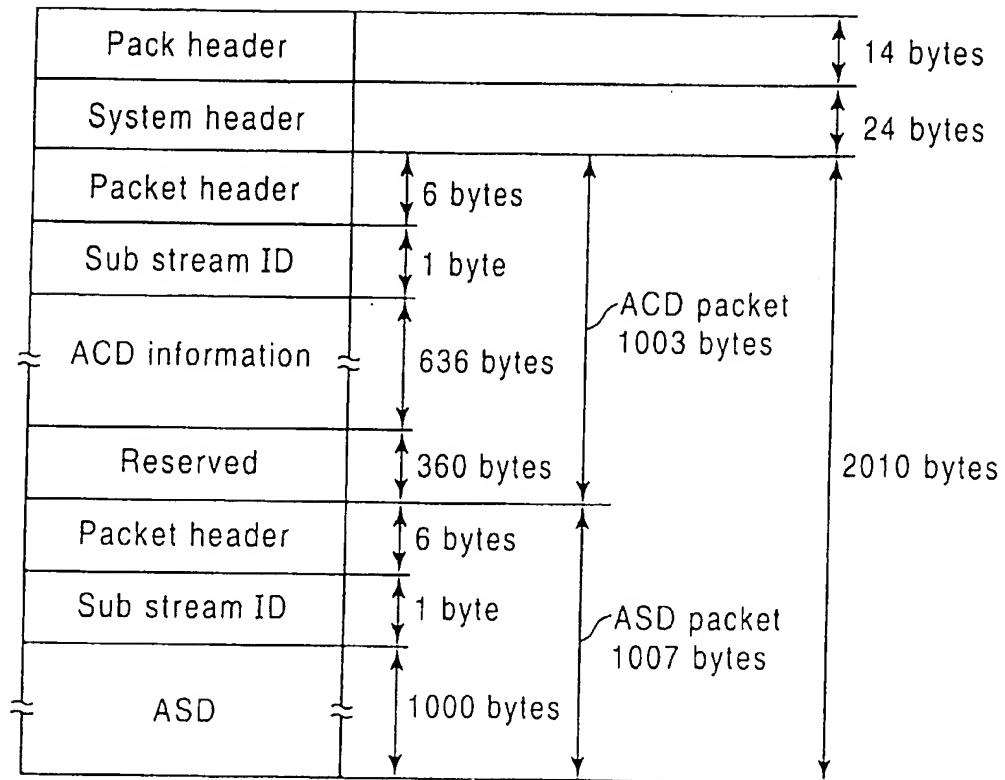 Pack header
14 bytes
System header
24 bytes
Packet header
6 bytes
Sub stream ID
1 byte
ACD information
636 bytes
ACD packet
1003 bytes
Reserved
360 bytes
2010 bytes
Packet header
6 bytes
Sub stream ID
1 byte
ASD packet
1007 bytes
ASD
1000 bytes